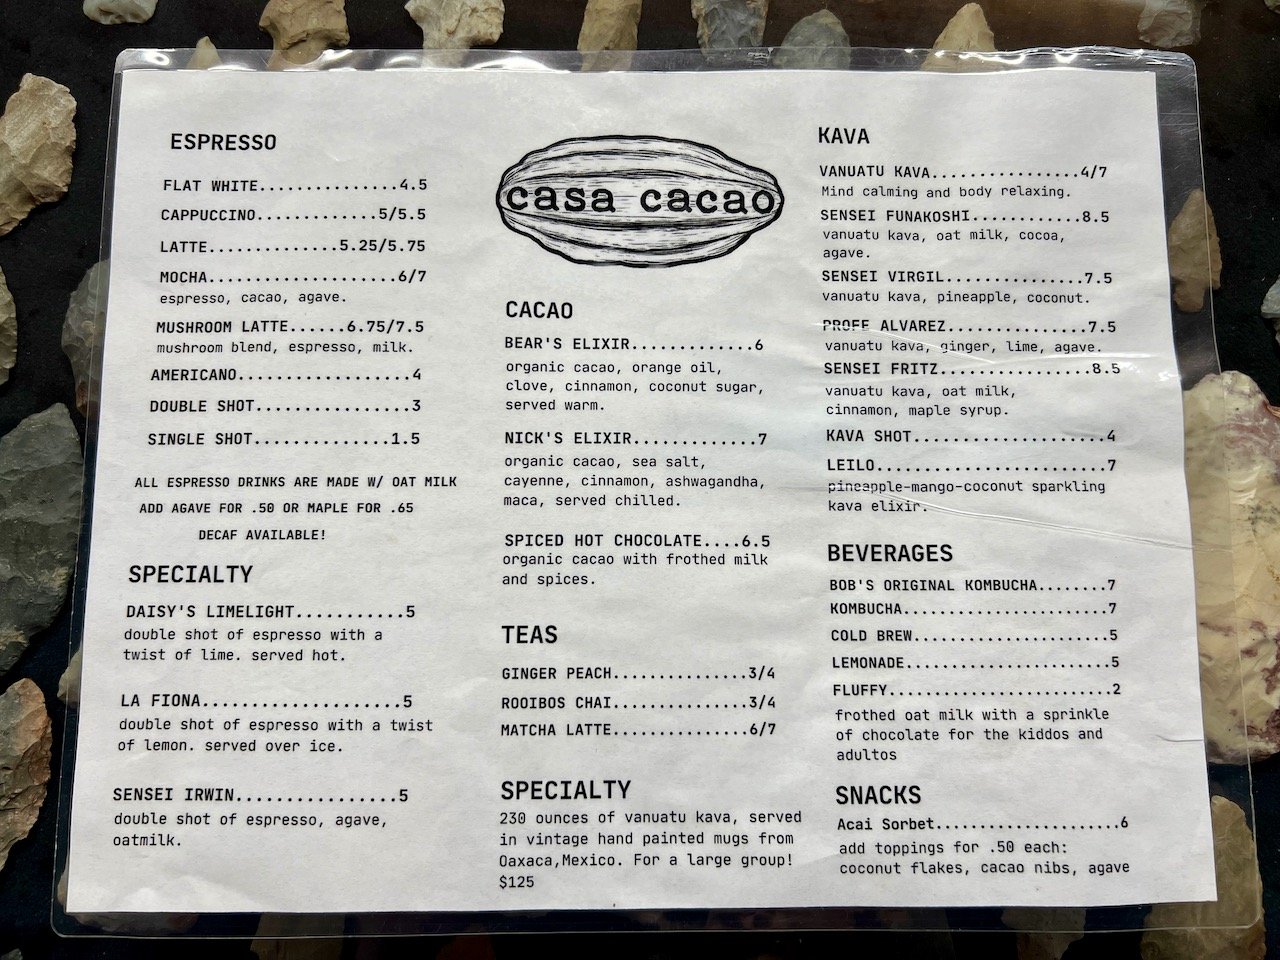 ESPRESSO
FLAT WHITE...............4.5
CAPPUCCINO.............5/5.5
LATTE..............5.25/5.75
MOCHA....................6/7
espresso, cacao, agave.
MUSHROOM LATTE......6.75/7.5
mushroom blend, espresso, milk.
AMERICANO...................4
DOUBLE SHOT.................3
SINGLE SHOT...............1.5
ALL ESPRESSO DRINKS ARE MADE W/ OAT MILK
ADD AGAVE FOR .50 OR MAPLE FOR .65
DECAF AVAILABLE!
SPECIALTY
DAISY'S LIMELIGHT...........5
double shot of espresso with a
twist of lime. served hot.
LA FIONA....................5
double shot of espresso with a twist
of lemon. served over ice.
SENSEI IRWIN................5
double shot of espresso, agave,
oatmilk.
casa cacao
CACAO
BEAR'S ELIXIR.............6
organic cacao, orange oil,
clove, cinnamon, coconut sugar,
served warm.
NICK'S ELIXIR.............7
organic cacao, sea salt,
cayenne, cinnamon, ashwagandha,
maca, served chilled.
SPICED HOT CHOCOLATE....6.5
organic cacao with frothed milk
and spices.
TEAS
GINGER PEACH...............3/4
ROOIBOS CHAI...............3/4
MATCHA LATTE...............6/7
SPECIALTY
230 ounces of vanuatu kava, served
in vintage hand painted mugs from
Oaxaca,Mexico. For a large group!
$125
KAVA
VANUATU KAVA................4/7
Mind calming and body relaxing.
SENSEI FUNAKOSHI............8.5
vanuatu kava, oat milk, cocoa,
agave.
SENSEI VIRGIL...............7.5
vanuatu kava, pineapple, coconut.
PROFE ALVAREZ...............7.5
vanuatu kava, ginger, lime, agave.
SENSEI FRITZ................8.5
vanuatu kava, oat milk,
cinnamon, maple syrup.
KAVA SHOT.....................4
LEILO.........................7
pineapple-mango-coconut sparkling
kava elixir.
BEVERAGES
BOB'S ORIGINAL KOMBUCHA........7
KOMBUCHA.......................7
COLD BREW......................5
LEMONADE.......................5
FLUFFY.........................2
frothed oat milk with a sprinkle
of chocolate for the kiddos and
adultos
SNACKS
Acai Sorbet....................6
add toppings for .50 each:
coconut flakes, cacao nibs, agave